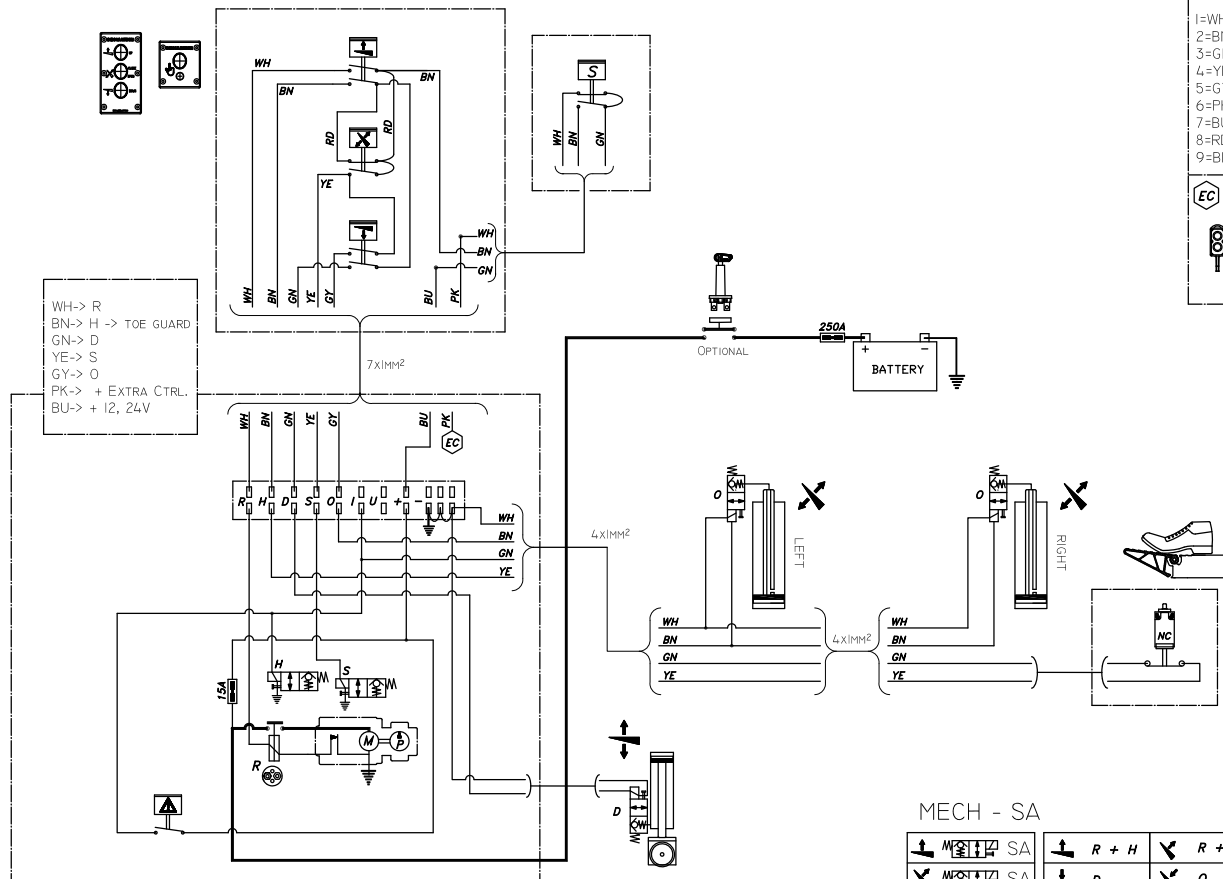 WH
BN
BN
RD
RD
YE
WH
BN
GN
YE
GY
BU
PK
WH
BN
GN
S
WH
BN
GN
7x1MM²
WH-> R
BN-> H -> TOE GUARD
GN-> D
YE-> S
GY-> O
PK-> + EXTRA CTRL.
BU-> + 12, 24V
WH
BN
GN
YE
GY
BU
PK
EC
R H D S O I U + -
WH
BN
GN
YE
4x1MM²
OPTIONAL
250A
+ -
BATTERY
O
LEFT
O
RIGHT
WH
BN
GN
YE
4x1MM²
WH
BN
GN
YE
NC
H
S
15A
M
P
R
D
EC
MECH - SA
SA
R + H
R +
SA